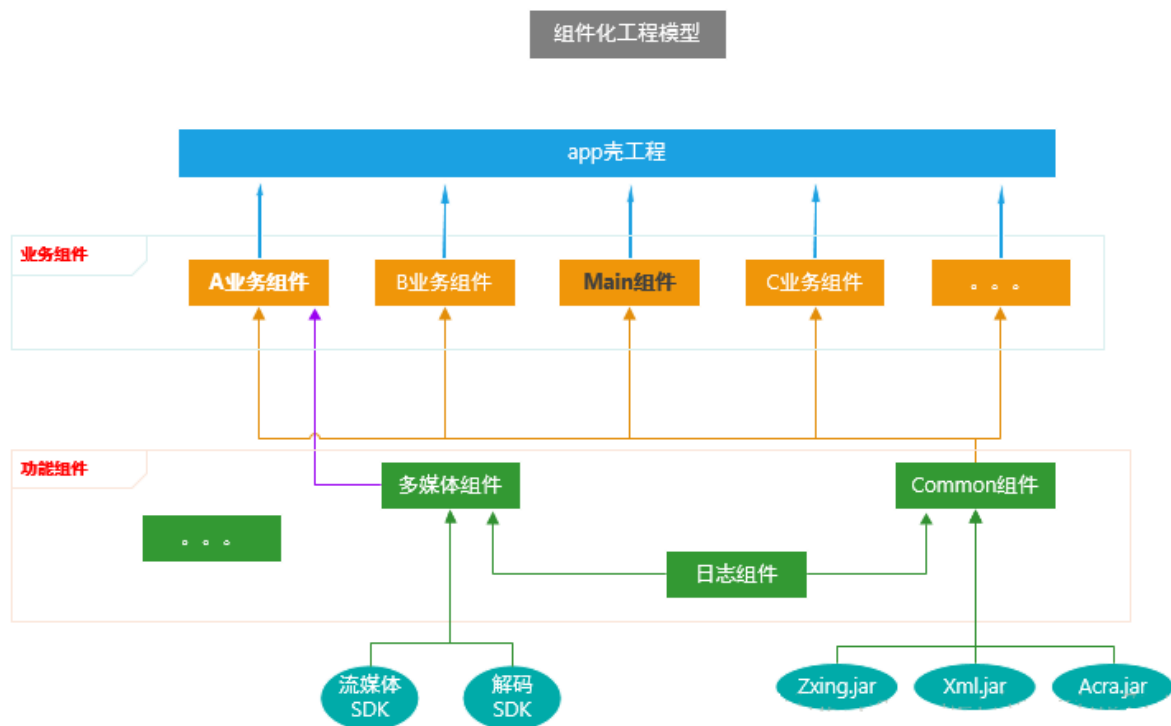 组件化工程模型
app壳工程
业务组件
A业务组件
B业务组件
Main组件
C业务组件
。。。
功能组件
多媒体组件
Common组件
。。。
日志组件
流媒体
SDK
解码
SDK
Zxing.jar
Xml.jar
Acra.jar